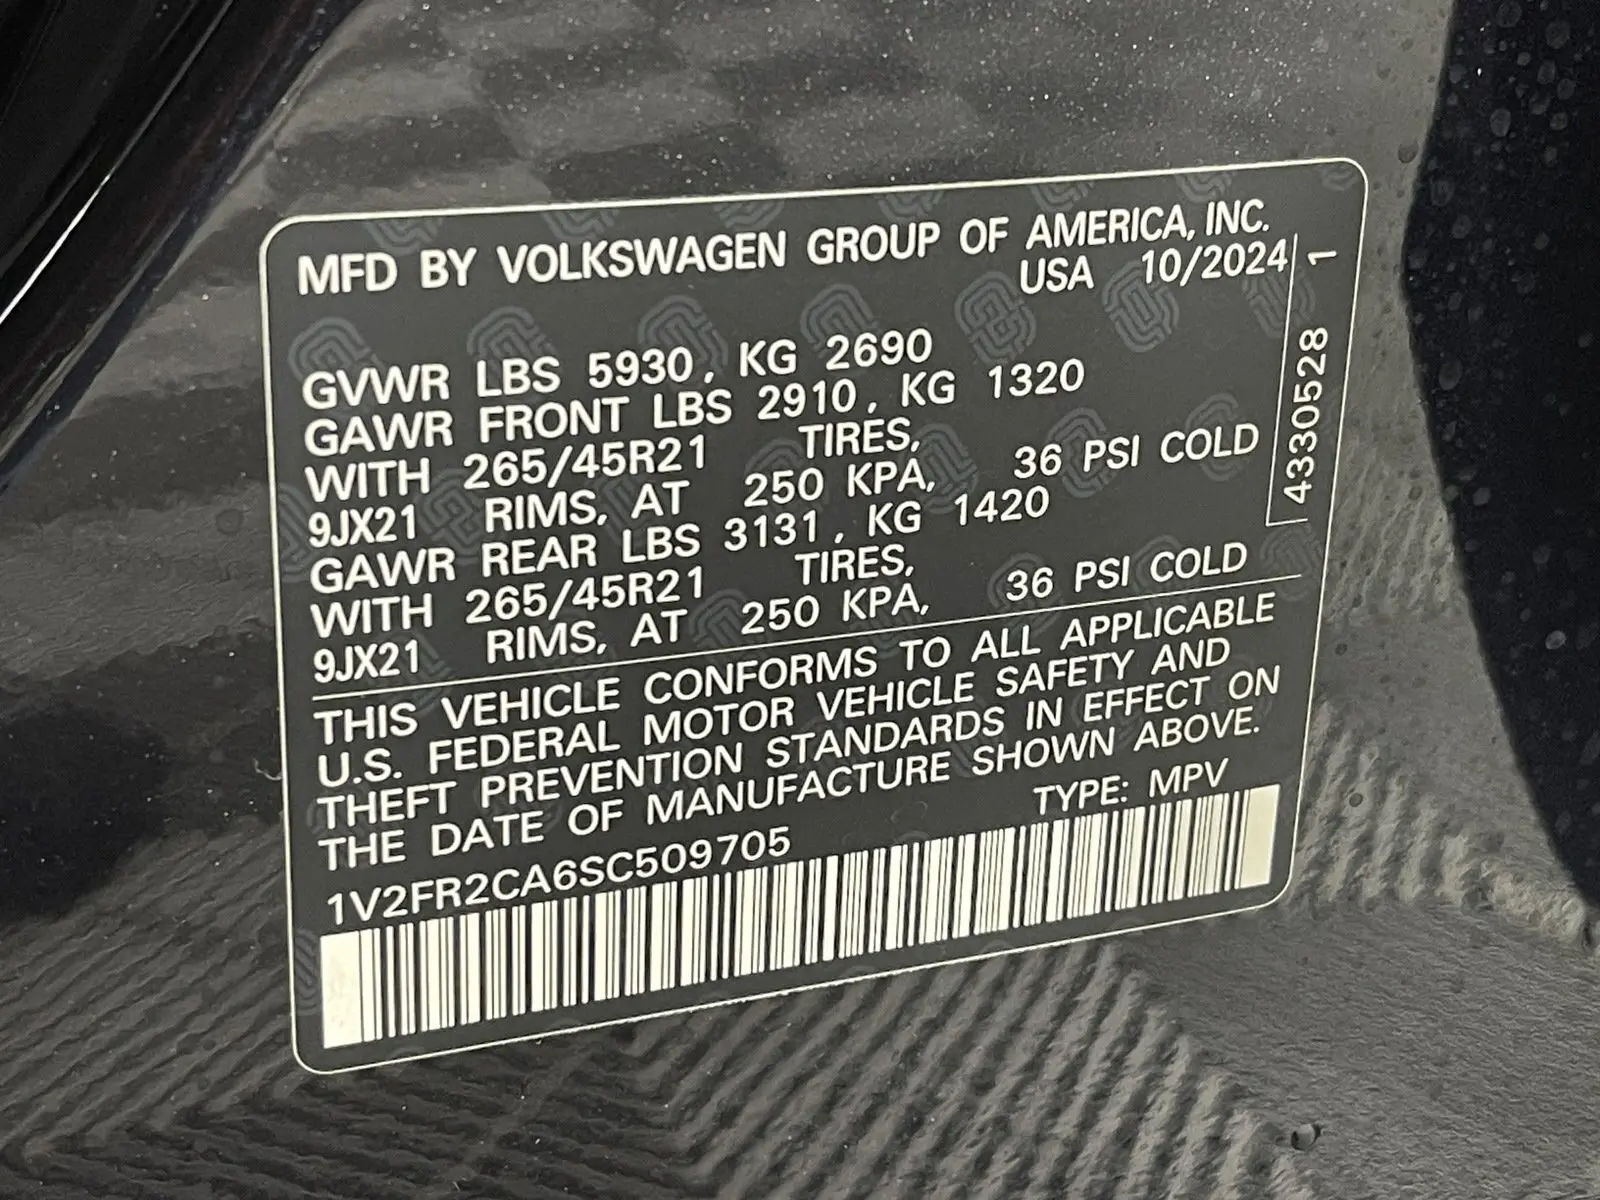 MFD BY VOLKSWAGEN GROUP OF AMERICA, INC.
USA 10/2024
GVWR LBS 5930, KG 2690
GAWR FRONT LBS 2910, KG 1320
WITH 265/45R21 TIRES,
9JX21 RIMS, AT 250 KPA, 36 PSI COLD
GAWR REAR LBS 3131, KG 1420
WITH 265/45R21 TIRES,
9JX21 RIMS, AT 250 KPA, 36 PSI COLD
4330528 1
THIS VEHICLE CONFORMS TO ALL APPLICABLE
U.S. FEDERAL MOTOR VEHICLE SAFETY AND
THEFT PREVENTION STANDARDS IN EFFECT ON
THE DATE OF MANUFACTURE SHOWN ABOVE.
1V2FR2CA6SC509705 TYPE: MPV